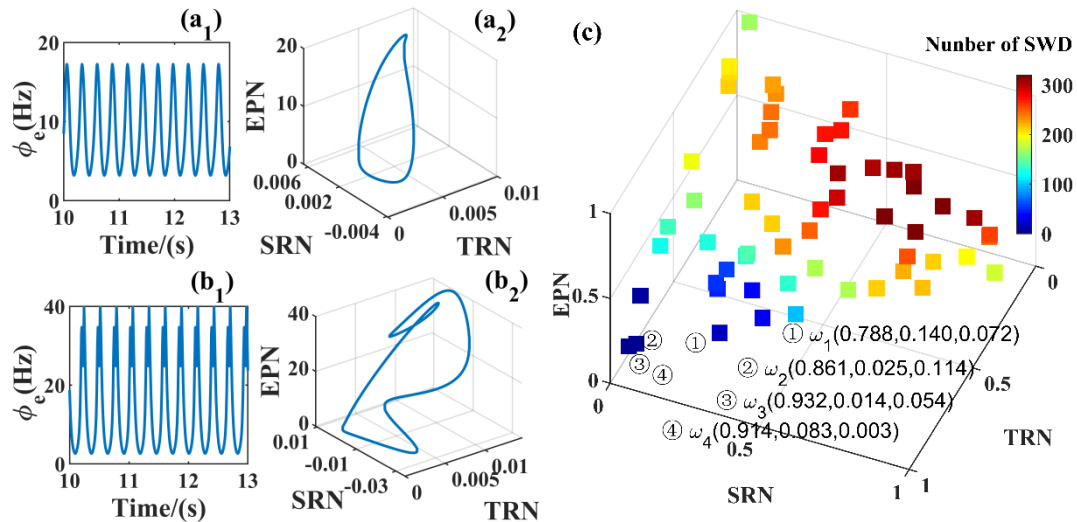 (a1)
20
10
0
ϕe(Hz)
10 11 12 13
Time/(s)
(a2)
20
10
0
EPN
0.006
0.002
-0.004
SRN
0
0.005
0.01
TRN
(b1)
40
20
0
ϕe(Hz)
10 11 12 13
Time/(s)
(b2)
40
20
0
EPN
0.01
-0.01
-0.03
SRN
0
0.005
0.01
TRN
(c)
Nunber of SWD
300
200
100
0
1
0.5
0
EPN
0
0.5
1
SRN
0
0.5
1
TRN
②
①
③
④
① ω1(0.788,0.140,0.072)
② ω2(0.861,0.025,0.114)
③ ω3(0.932,0.014,0.054)
④ ω4(0.914,0.083,0.003)